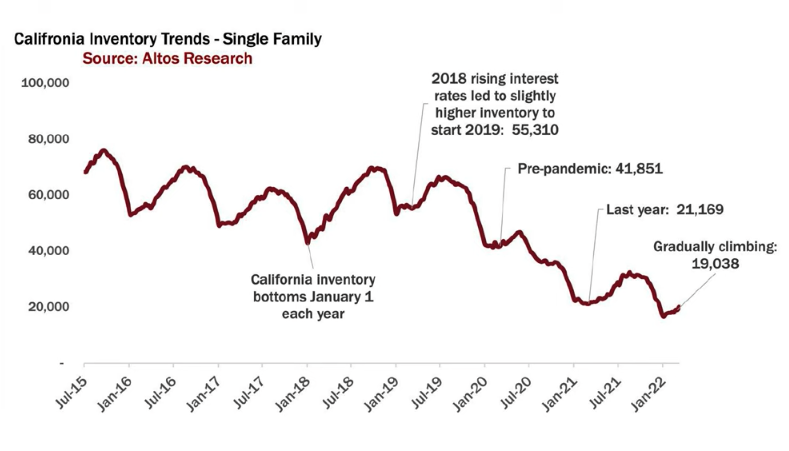 Califronia Inventory Trends - Single Family
Source: Altos Research
100,000
80,000
60,000
40,000
20,000
-
2018 rising interest
rates led to slightly
higher inventory to
start 2019: 55,310
Pre-pandemic: 41,851
Last year: 21,169
Gradually climbing:
19,038
California inventory
bottoms January 1
each year
Jul-15
Jan-16
Jul-16
Jan-17
Jul-17
Jan-18
Jul-18
Jan-19
Jul-19
Jan-20
Jul-20
Jan-21
Jul-21
Jan-22